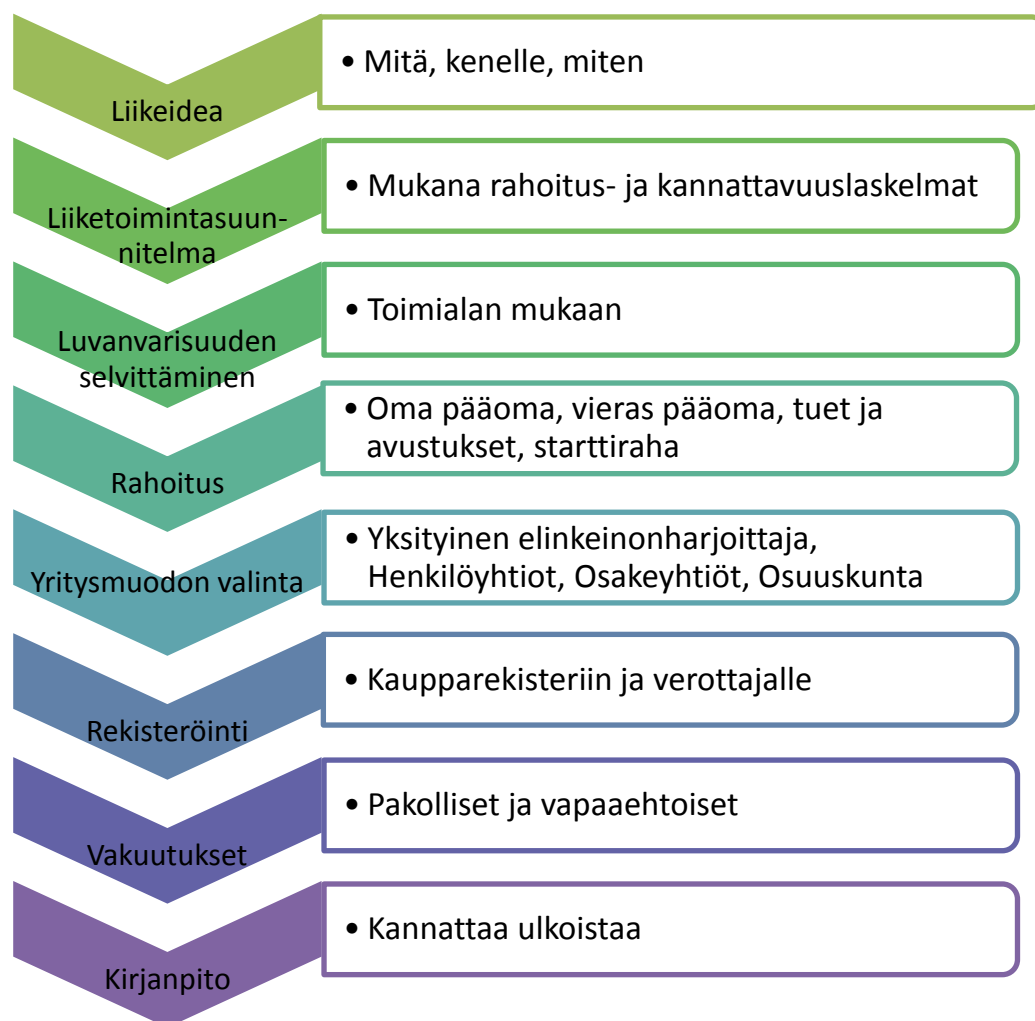 Liikeidea
• Mitä, kenelle, miten
Liiketoimintasuun-
nitelma
• Mukana rahoitus- ja kannattavuuslaskelmat
Luvanvarisuuden
selvittäminen
• Toimialan mukaan
Rahoitus
• Oma pääoma, vieras pääoma, tuet ja
avustukset, starttiraha
Yritysmuodon valinta
• Yksityinen elinkeinonharjoittaja,
Henkilöyhtiot, Osakeyhtiöt, Osuuskunta
Rekisteröinti
• Kaupparekisteriin ja verottajalle
Vakuutukset
• Pakolliset ja vapaaehtoiset
Kirjanpito
• Kannattaa ulkoistaa